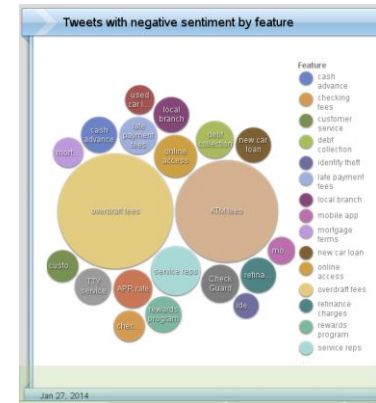 Tweets with negative sentiment by feature
used
car l...
local
branch
cash
advance
late
payment
fees
debt
collection
new car
loan
mort...
online
access
overdraft fees
ATM fees
mo...
custo...
TTY
service
APR rate
service reps
Check
Guard
refina...
rewards
program
ide...
chec...
Feature
cash
advance
checking
fees
customer
service
debt
collection
identity theft
late payment
fees
local branch
mobile app
mortgage
terms
new car loan
online
access
overdraft fees
refinance
charges
rewards
program
service reps
Jan 27, 2014